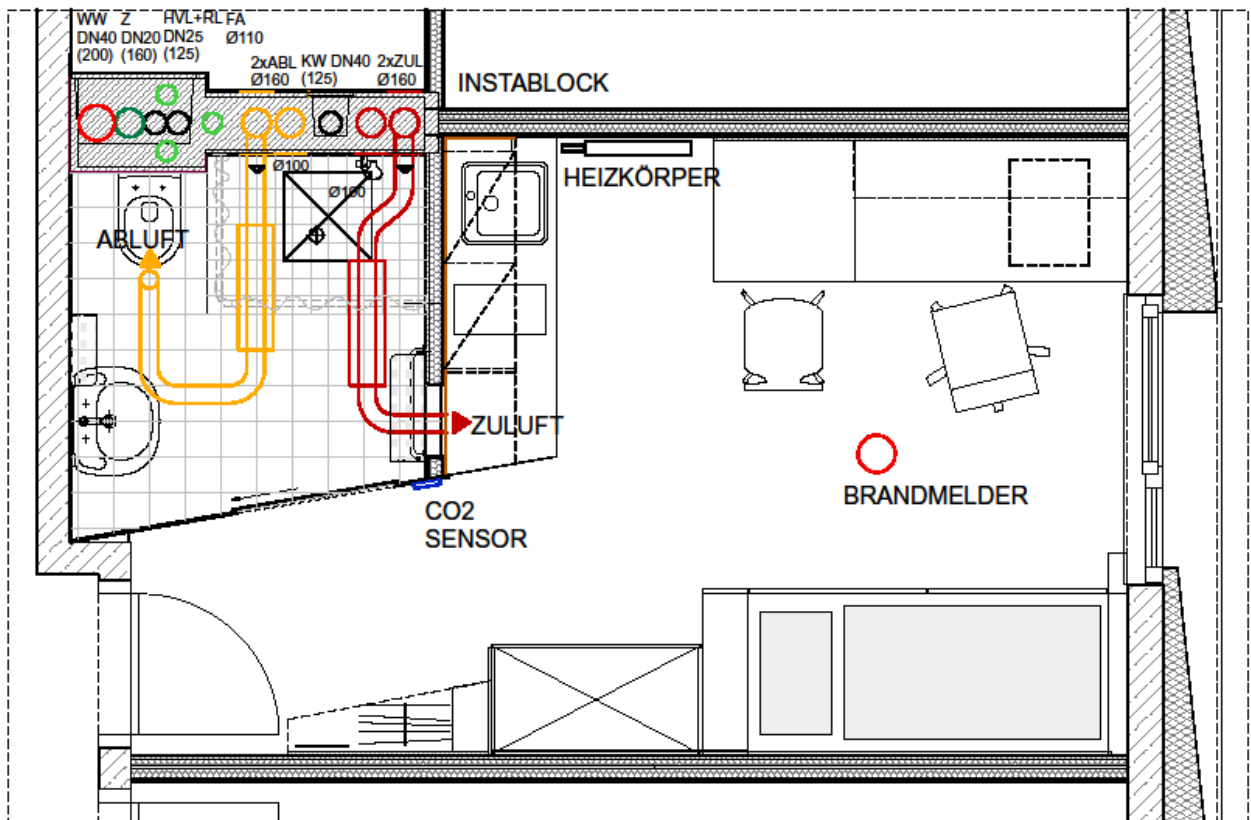 WW Z HVL+RL FA
DN40 DN20 DN25 Ø110
(200) (160) (125)
2xABL KW DN40 2xZUL
Ø160 (125) Ø160
INSTABLOCK
Ø100
HEIZKÖRPER
Ø100
ABLUFT
ZULUFT
BRANDMELDER
CO2
SENSOR